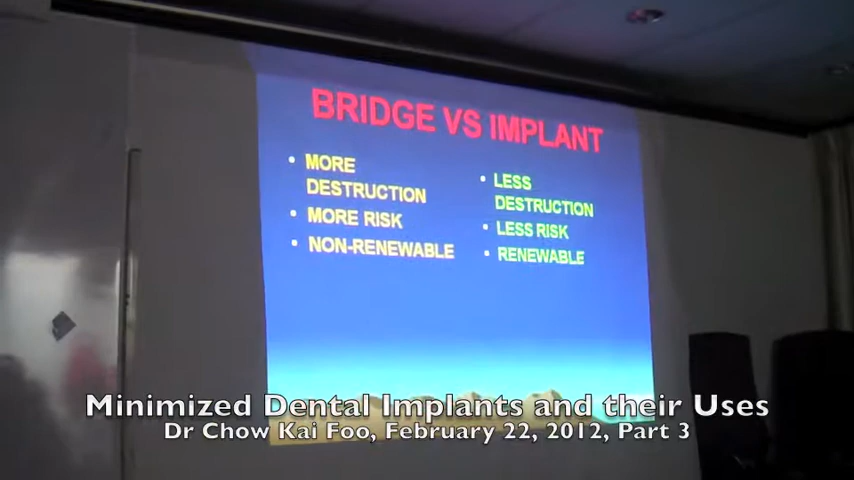 BRIDGE VS IMPLANT
• MORE
DESTRUCTION
• MORE RISK
• NON-RENEWABLE
• LESS
DESTRUCTION
• LESS RISK
• RENEWABLE
Minimized Dental Implants and their Uses
Dr Chow Kai Foo, February 22, 2012, Part 3